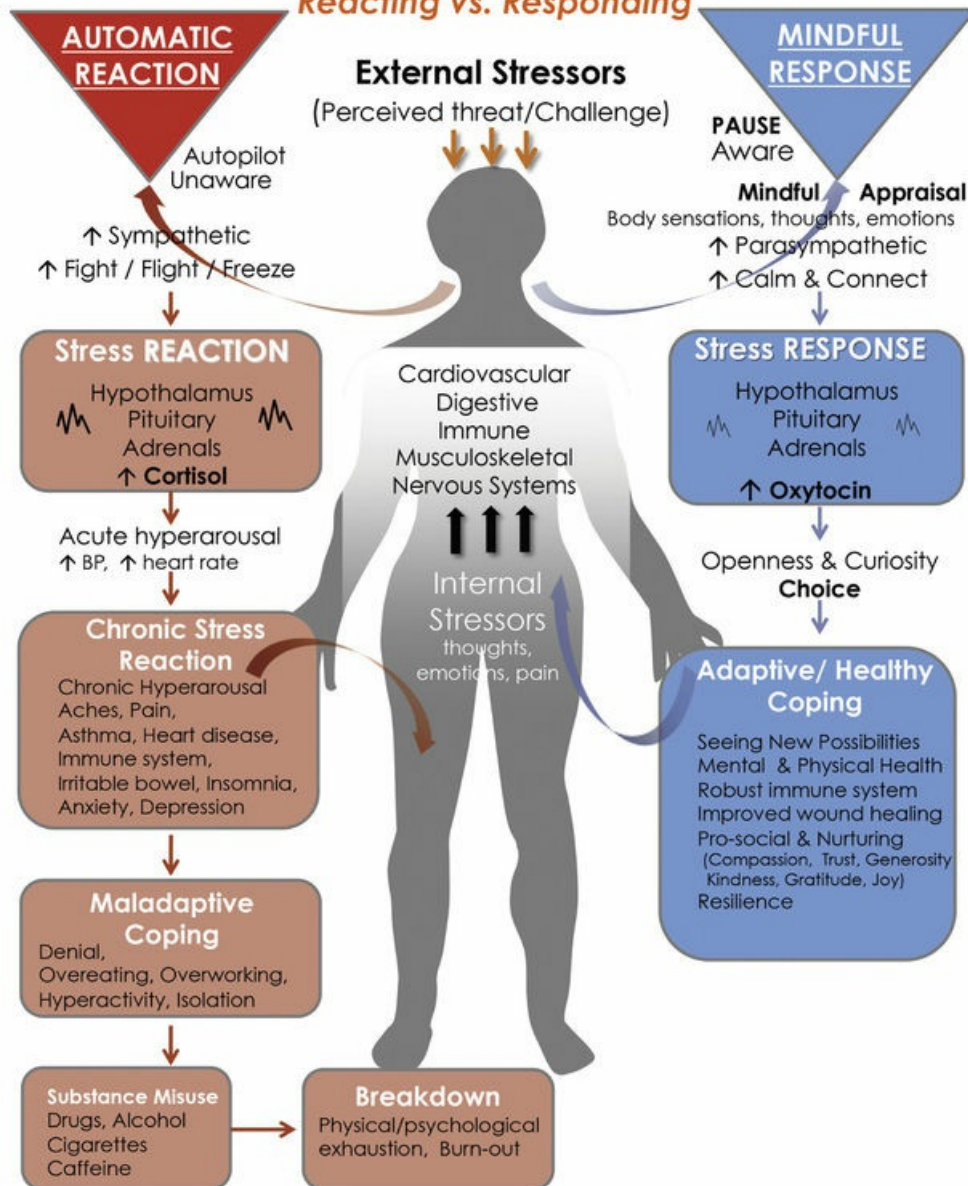 Reacting vs. Responding
AUTOMATIC
REACTION
Autopilot
Unaware
↑ Sympathetic
↑ Fight / Flight / Freeze
Stress REACTION
Hypothalamus
Pituitary
Adrenals
↑ Cortisol
Acute hyperarousal
↑ BP, ↑ heart rate
Chronic Stress
Reaction
Chronic Hyperarousal
Aches, Pain,
Asthma, Heart disease,
Immune system,
Irritable bowel, Insomnia,
Anxiety, Depression
Maladaptive
Coping
Denial,
Overeating, Overworking,
Hyperactivity, Isolation
Substance Misuse
Drugs, Alcohol
Cigarettes
Caffeine
Breakdown
Physical/psychological
exhaustion, Burn-out
External Stressors
(Perceived threat/Challenge)
Cardiovascular
Digestive
Immune
Musculoskeletal
Nervous Systems
Internal
Stressors
thoughts,
emotions, pain
MINDFUL
RESPONSE
PAUSE
Aware
Mindful Appraisal
Body sensations, thoughts, emotions
↑ Parasympathetic
↑ Calm & Connect
Stress RESPONSE
Hypothalamus
Pituitary
Adrenals
↑ Oxytocin
Openness & Curiosity
Choice
Adaptive/ Healthy
Coping
Seeing New Possibilities
Mental & Physical Health
Robust immune system
Improved wound healing
Pro-social & Nurturing
(Compassion, Trust, Generosity
Kindness, Gratitude, Joy)
Resilience